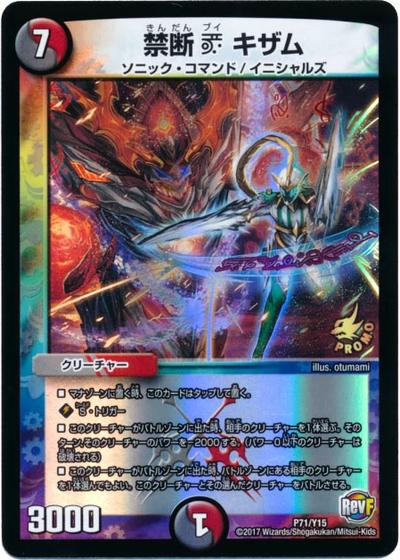 7
きんだん ブイ
禁断 V キザム
ソニック・コマンド / イニシャルズ
PROMO
クリーチャー
illus. otumami
■ マナゾーンに置く時、このカードはタップして置く。
S・トリガー
■ このクリーチャーがバトルゾーンに出た時、相手のクリーチャーを1体選ぶ。そ
のターン、そのクリーチャーのパワーを-2000する。(パワー0以下のクリーチャー
は破壊される)
■ このクリーチャーがバトルゾーンに出た時、バトルゾーンにある相手のクリーチャーを
1体選んでもよい。このクリーチャーとその選んだクリーチャーをバトルさせる。
RevF
3000
1
P71/Y15
©2017 Wizards/Shogakukan/Mitsui-Kids